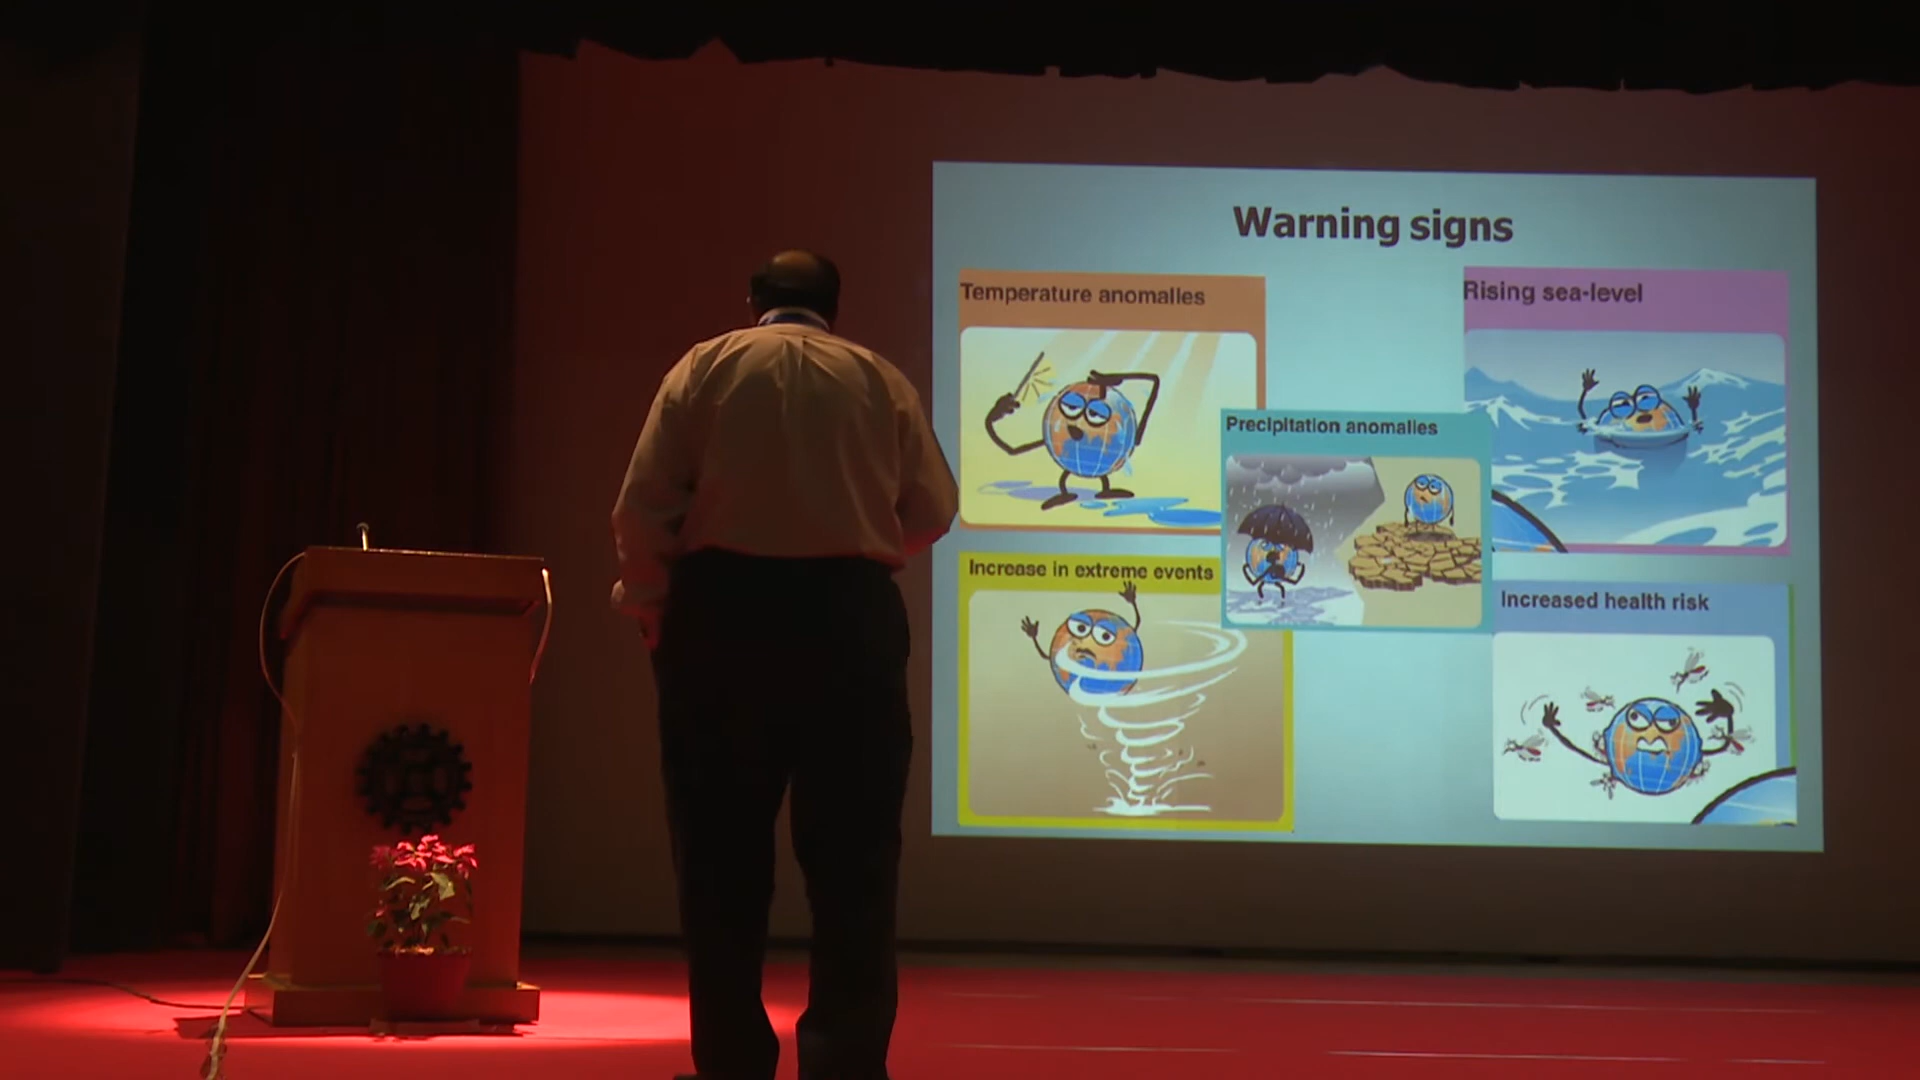 Warning signs
Temperature anomalies
Rising sea-level
Precipitation anomalies
Increase in extreme events
Increased health risk